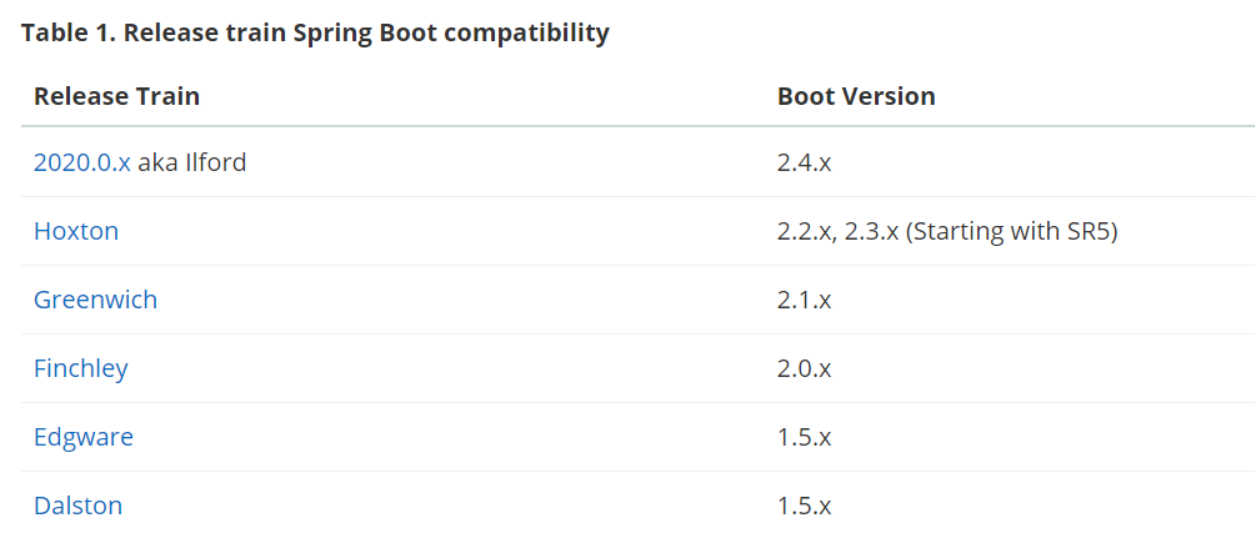 Table 1. Release train Spring Boot compatibility
Release Train Boot Version
2020.0.x aka Ilford 2.4.x
Hoxton 2.2.x, 2.3.x (Starting with SR5)
Greenwich 2.1.x
Finchley 2.0.x
Edgware 1.5.x
Dalston 1.5.x